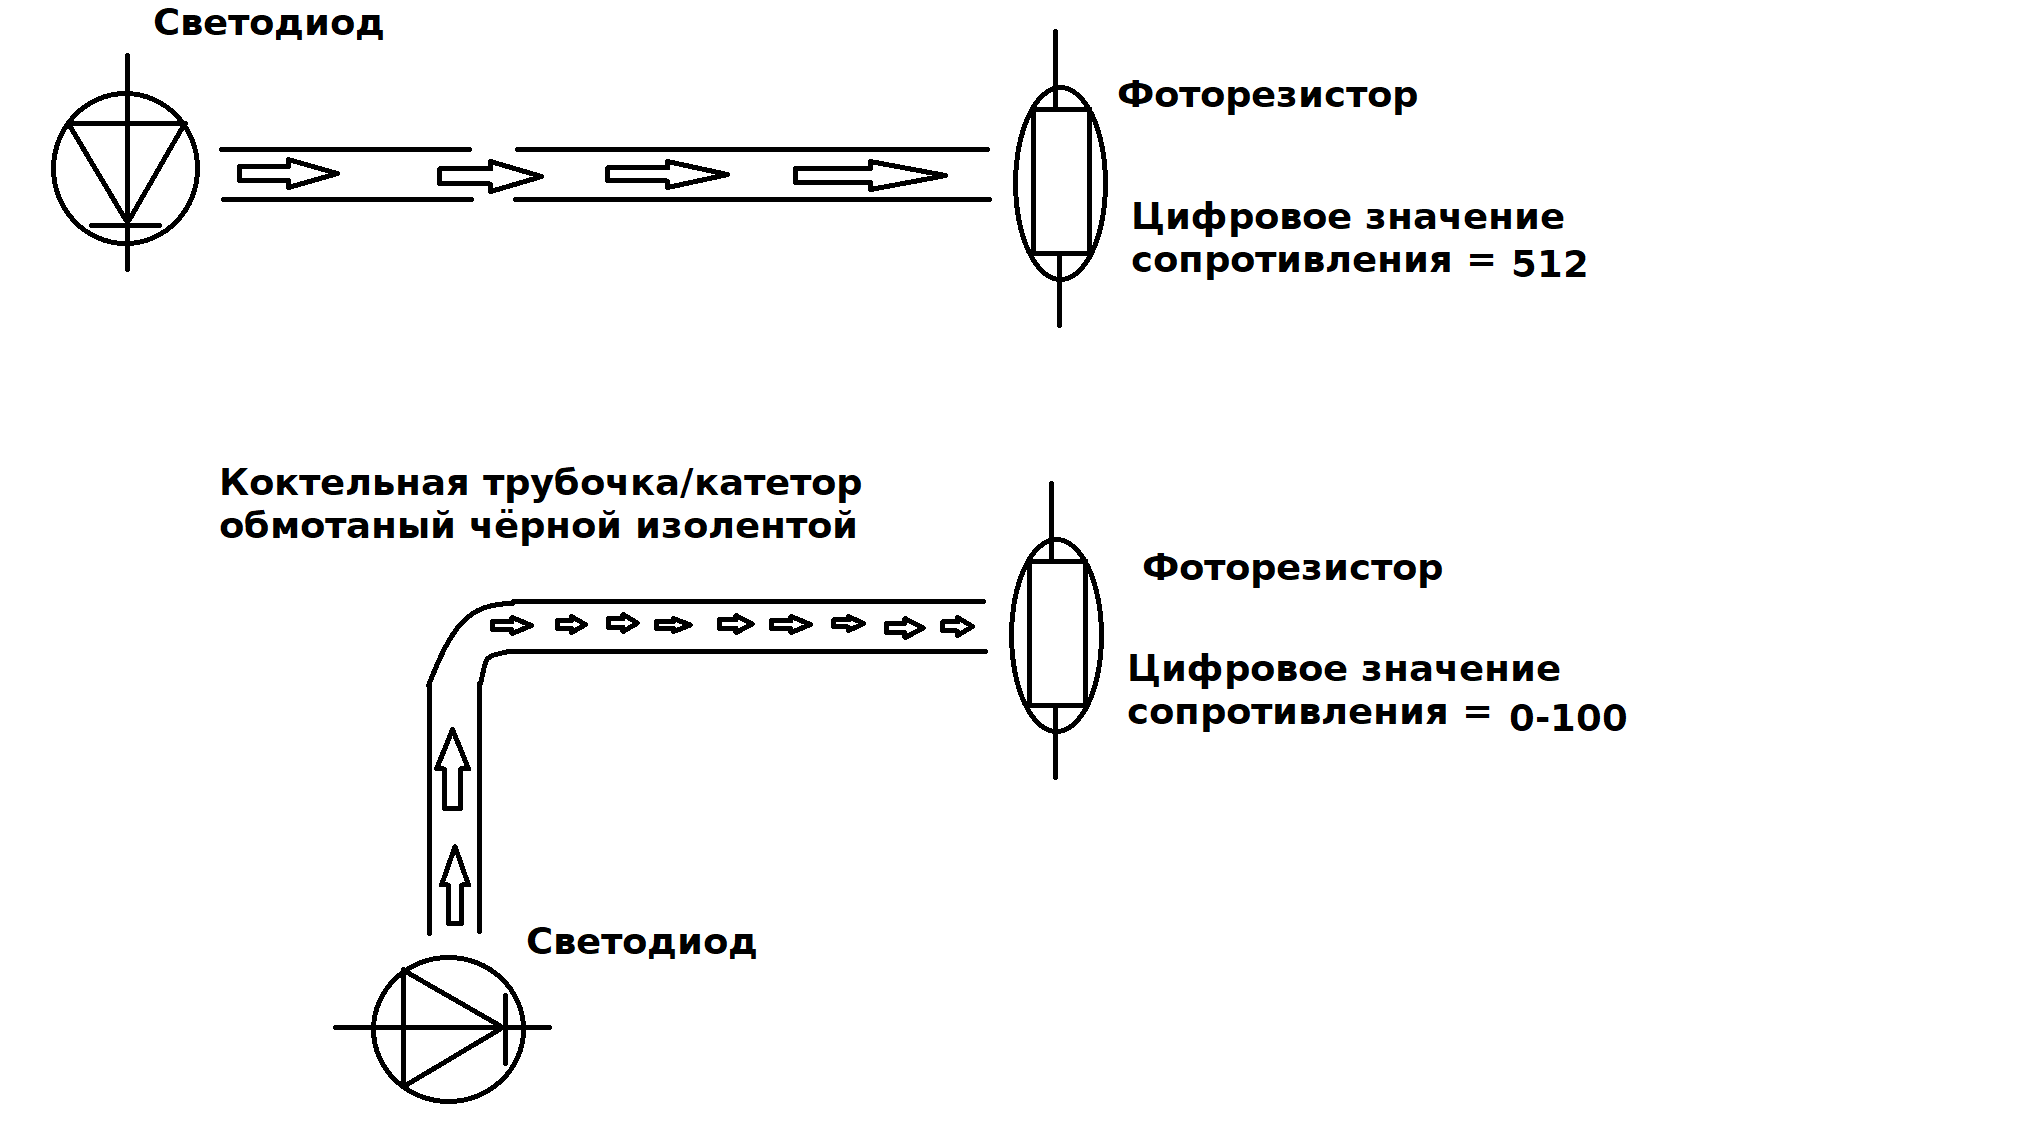 Светодиод
Фоторезистор
Цифровое значение
сопротивления = 512
Коктельная трубочка/катетор
обмотаный чёрной изолентой
Фоторезистор
Цифровое значение
сопротивления = 0-100
Светодиод